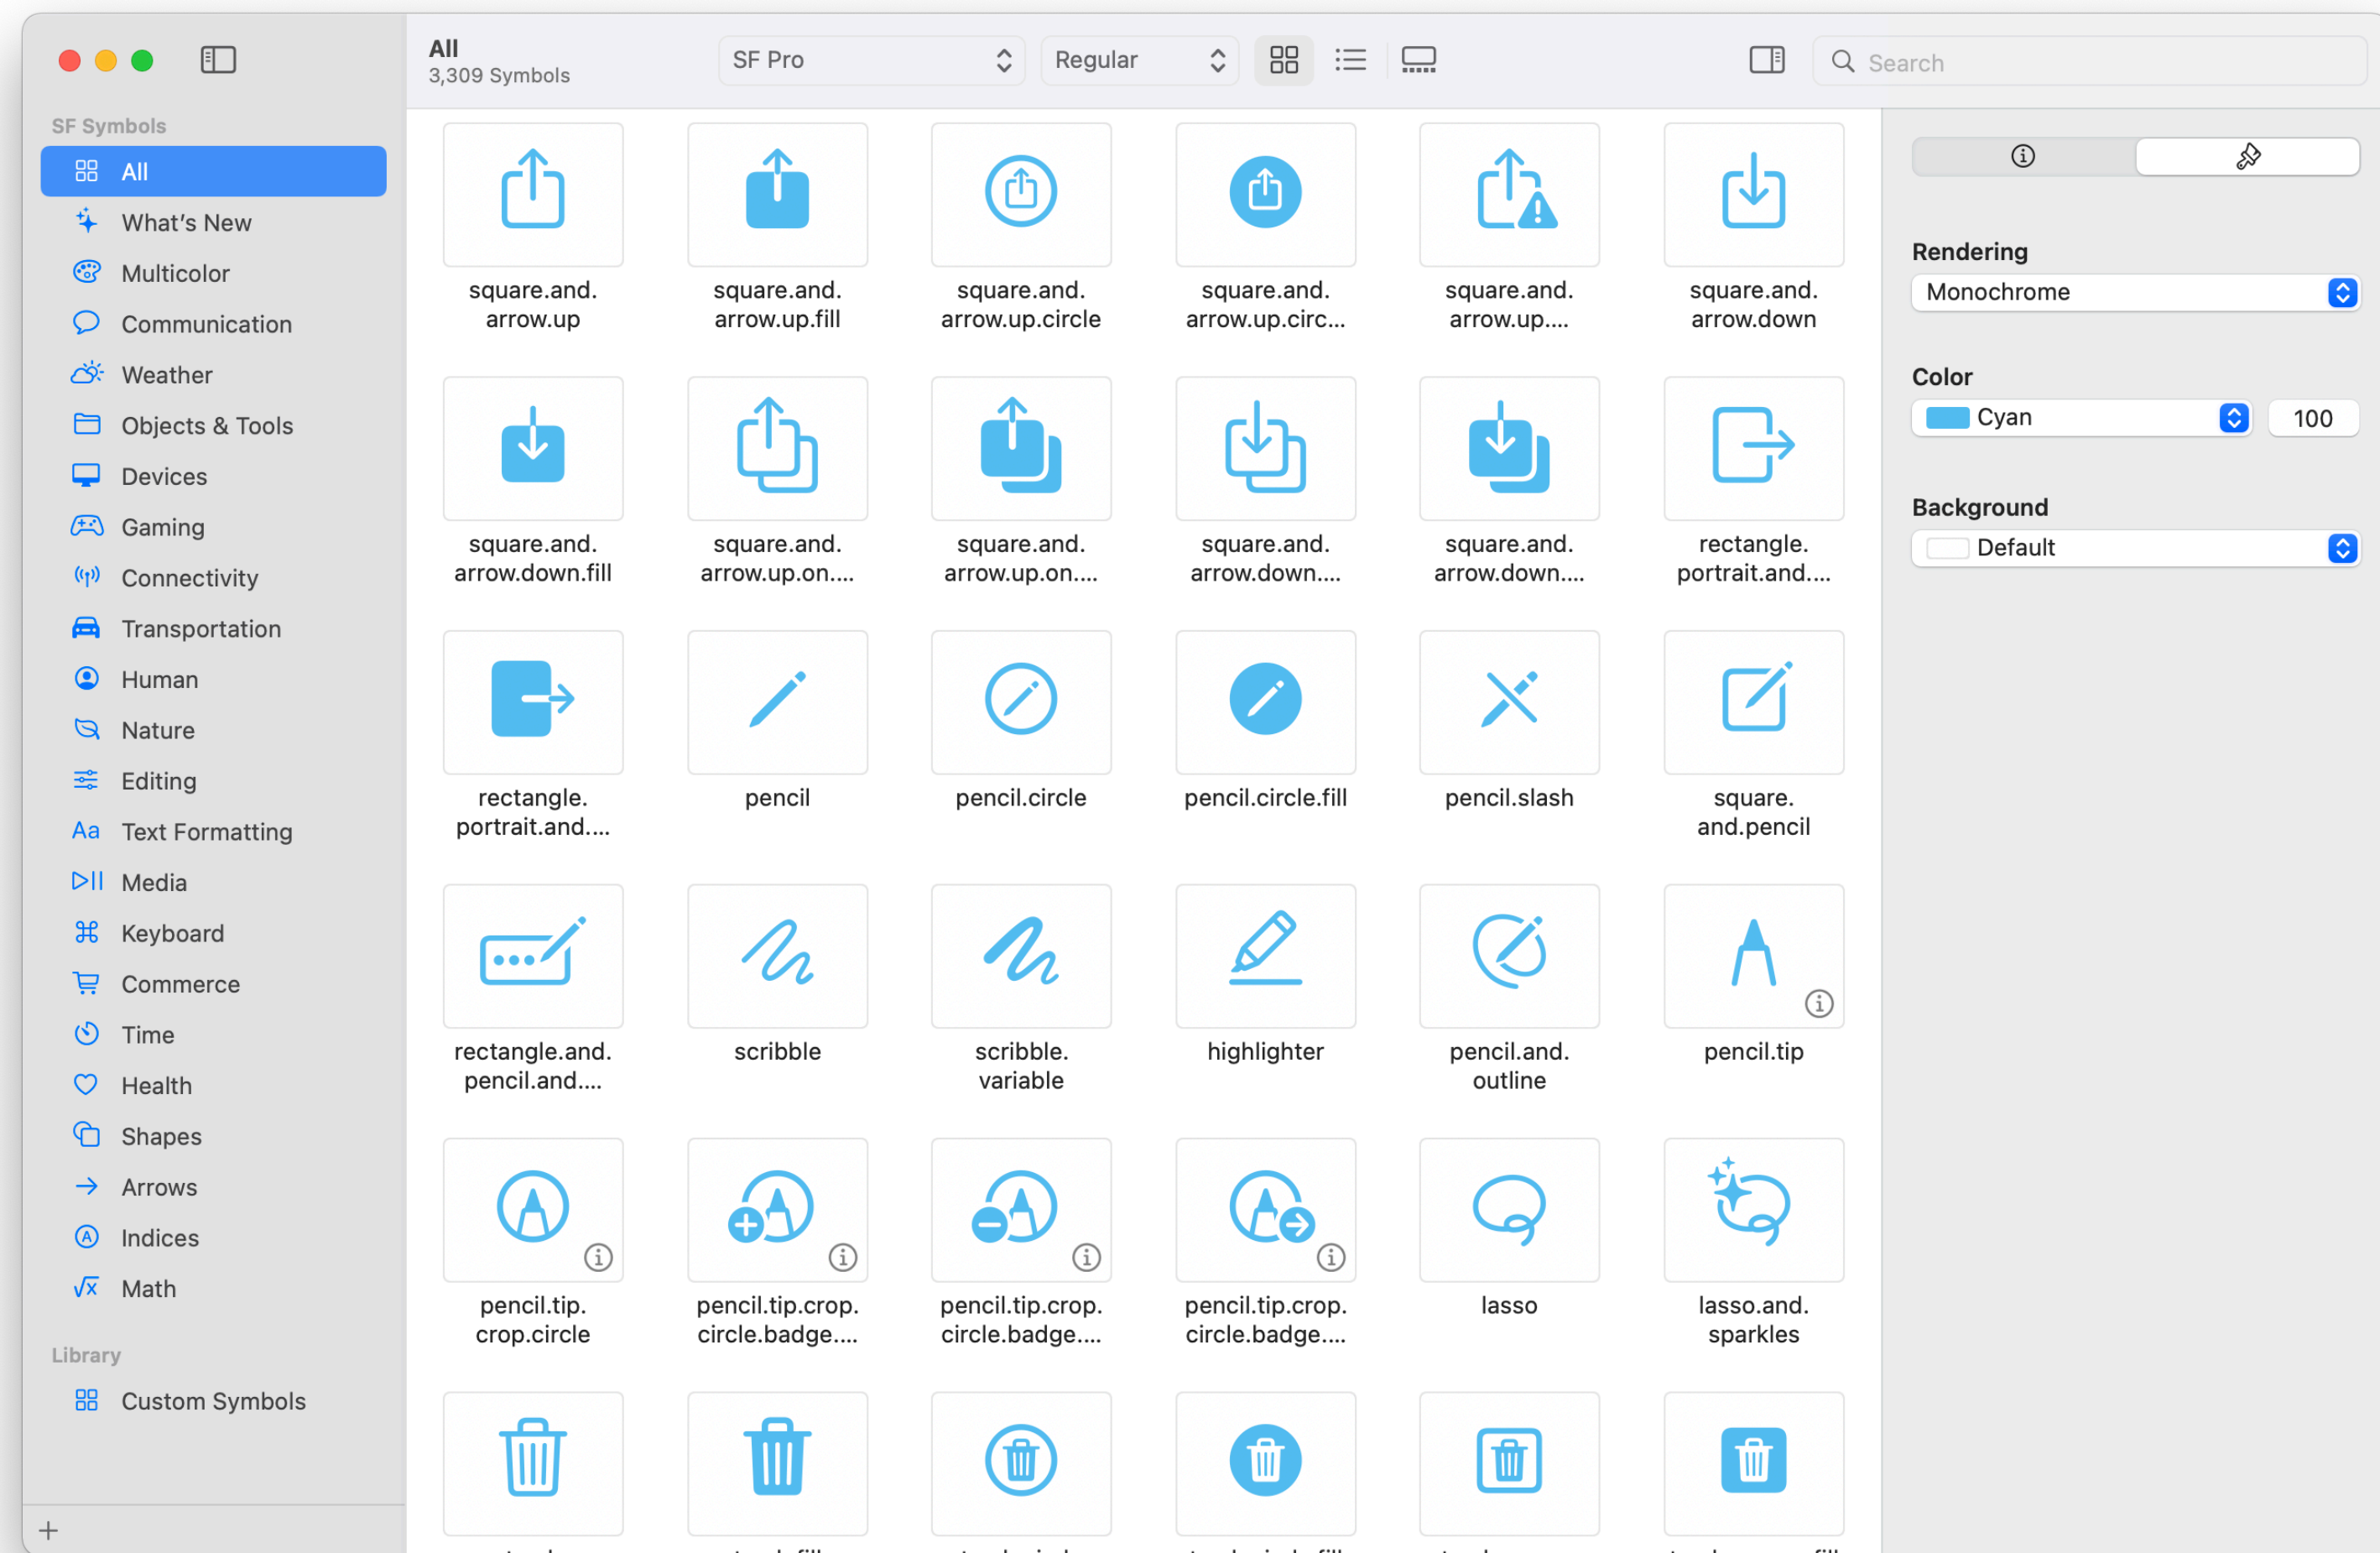 All
3,309 Symbols
SF Pro
Regular
Search
SF Symbols
All
What’s New
Multicolor
Communication
Weather
Objects & Tools
Devices
Gaming
Connectivity
Transportation
Human
Nature
Editing
Aa Text Formatting
Media
Keyboard
Commerce
Time
Health
Shapes
Arrows
A Indices
√x Math
Library
Custom Symbols
square.and.
arrow.up
square.and.
arrow.up.fill
square.and.
arrow.up.circle
square.and.
arrow.up.circ...
square.and.
arrow.up....
square.and.
arrow.down
square.and.
arrow.down.fill
square.and.
arrow.up.on....
square.and.
arrow.up.on....
square.and.
arrow.down....
square.and.
arrow.down....
rectangle.
portrait.and....
rectangle.
portrait.and....
pencil
pencil.circle
pencil.circle.fill
pencil.slash
square.
and.pencil
rectangle.and.
pencil.and....
scribble
scribble.
variable
highlighter
pencil.and.
outline
pencil.tip
pencil.tip.
crop.circle
pencil.tip.crop.
circle.badge....
pencil.tip.crop.
circle.badge....
pencil.tip.crop.
circle.badge....
lasso
lasso.and.
sparkles
Rendering
Monochrome
Color
Cyan
100
Background
Default